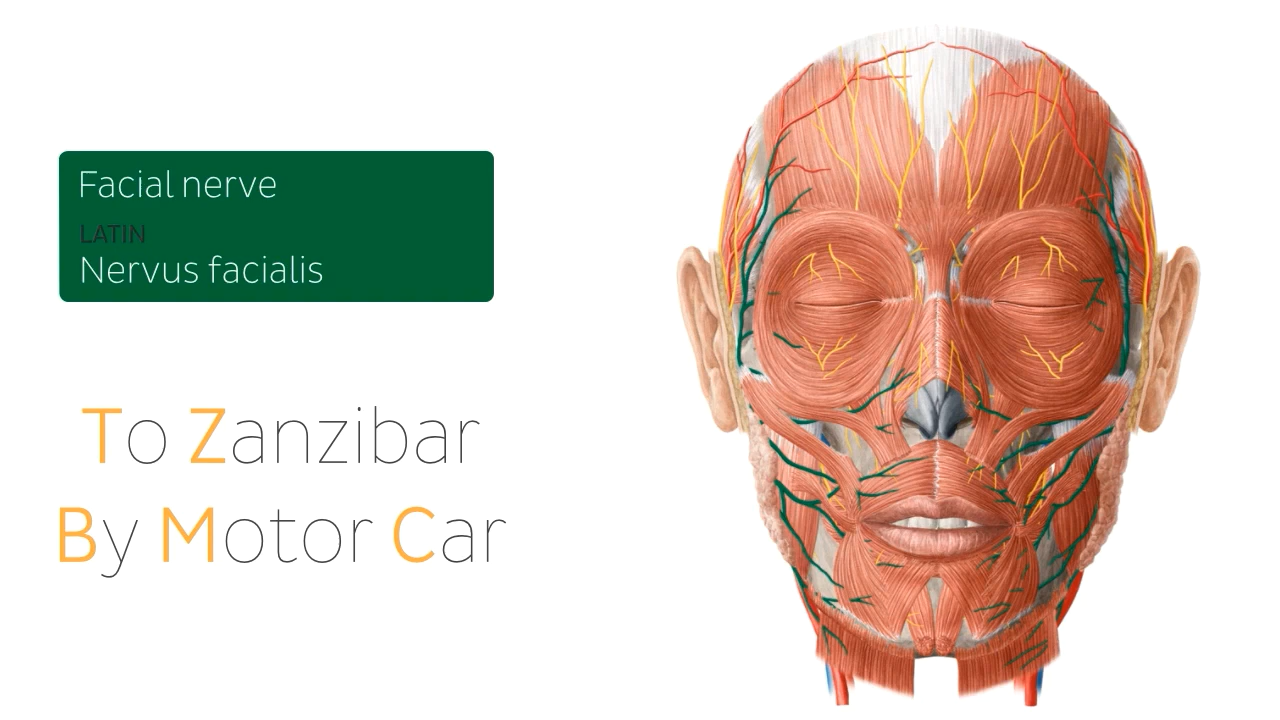 Facial nerve
LATIN
Nervus facialis
To Zanzibar
By Motor Car